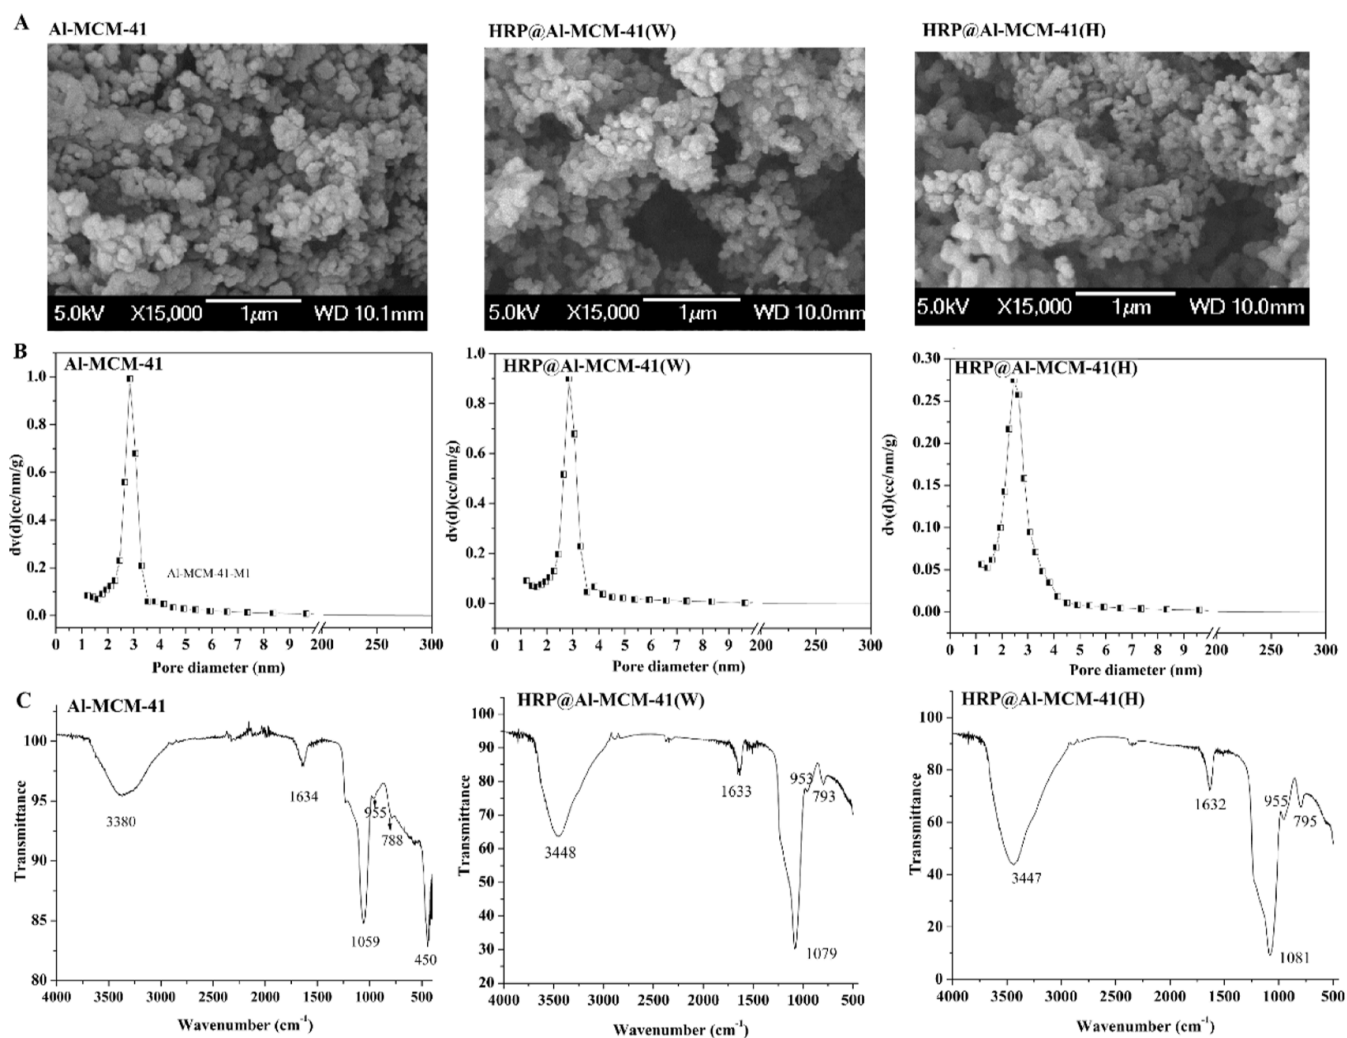 A
Al-MCM-41
HRP@Al-MCM-41(W)
HRP@Al-MCM-41(H)
5.0kV X15,000 1µm WD 10.1mm
5.0kV X15,000 1µm WD 10.0mm
5.0kV X15,000 1µm WD 10.0mm
B
Al-MCM-41
1.0
0.8
0.6
0.4
0.2
0.0
dv(d)(cc/nm/g)
Al-MCM-41-M1
0 1 2 3 4 5 6 7 8 9 200 250 300
Pore diameter (nm)
HRP@Al-MCM-41(W)
1.0
0.8
0.6
0.4
0.2
0.0
dv(d)(cc/nm/g)
0 1 2 3 4 5 6 7 8 9 200 250 300
Pore diameter (nm)
HRP@Al-MCM-41(H)
0.30
0.25
0.20
0.15
0.10
0.05
0.00
dv(d)(cc/nm/g)
0 1 2 3 4 5 6 7 8 9 200 250 300
Pore diameter (nm)
C
Al-MCM-41
100
95
90
85
80
Transmittance
3380
1634
1059
955
788
450
4000 3500 3000 2500 2000 1500 1000 500
Wavenumber (cm⁻¹)
HRP@Al-MCM-41(W)
100
90
80
70
60
50
40
30
20
Transmittance
3448
1633
953
793
1079
4000 3500 3000 2500 2000 1500 1000 500
Wavenumber (cm⁻¹)
HRP@Al-MCM-41(H)
100
80
60
40
20
0
Transmittance
3447
1632
955
795
1081
4000 3500 3000 2500 2000 1500 1000 500
Wavenumber (cm⁻¹)